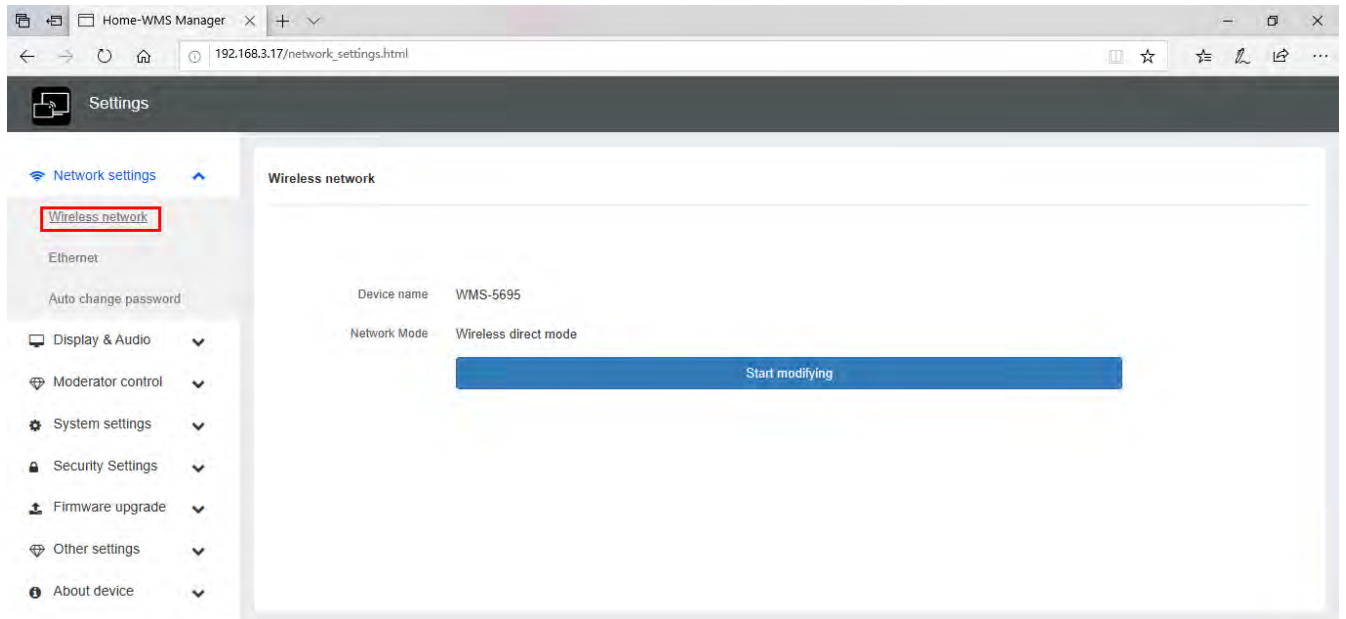 Home-WMS Manager
192.168.3.17/network_settings.html
Settings
Network settings
Wireless network
Ethernet
Auto change password
Display & Audio
Moderator control
System settings
Security Settings
Firmware upgrade
Other settings
About device
Wireless network
Device name WMS-5695
Network Mode Wireless direct mode
Start modifying